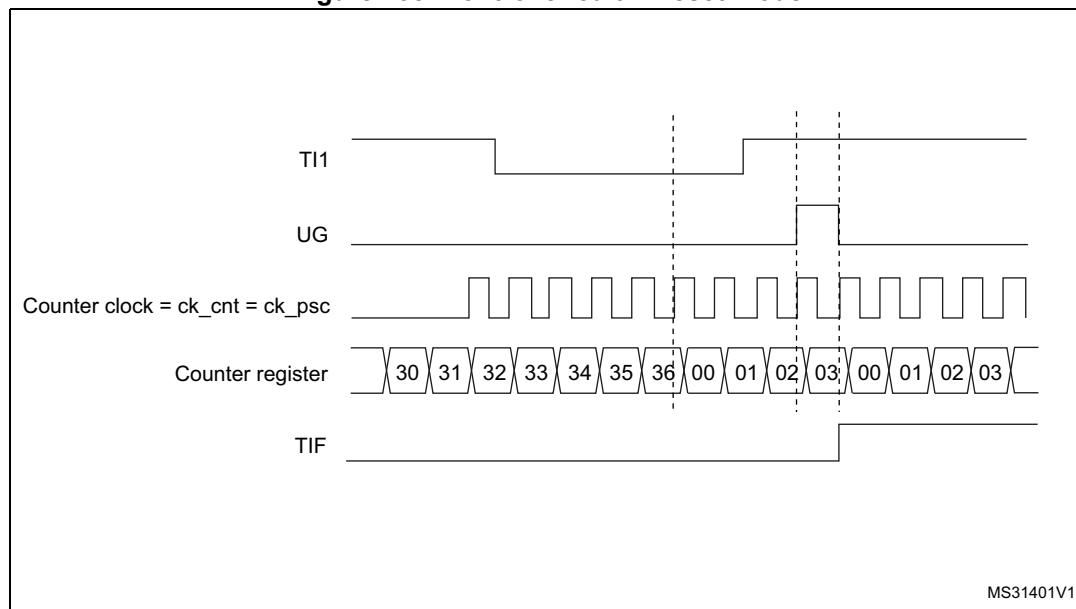 TI1
UG
Counter clock = ck_cnt = ck_psc
Counter register 30 31 32 33 34 35 36 00 01 02 03 00 01 02 03
TIF
MS31401V1